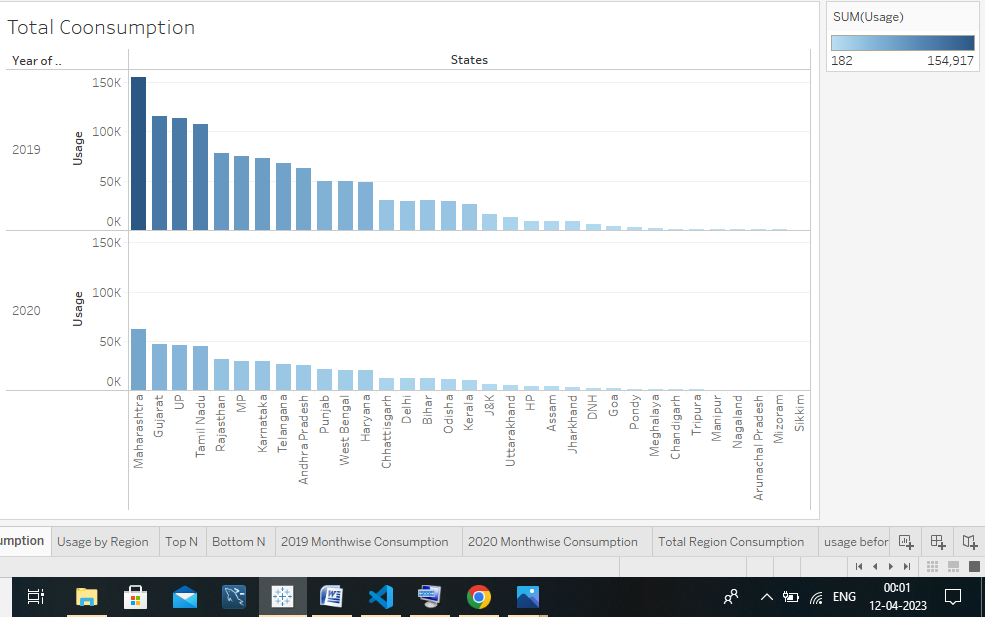 Total Coonsumption
SUM(Usage)
182 154,917
Year of ..
States
2019
Usage
150K
100K
50K
0K
2020
Usage
150K
100K
50K
0K
Maharashtra
Gujarat
UP
Tamil Nadu
Rajasthan
MP
Karnataka
Telangana
Andhra Pradesh
Punjab
West Bengal
Haryana
Chhattisgarh
Delhi
Bihar
Odisha
Kerala
J&K
Uttarakhand
HP
Assam
Jharkhand
DNH
Goa
Pondy
Meghalaya
Chandigarh
Tripura
Manipur
Nagaland
Arunachal Pradesh
Mizoram
Sikkim
umption Usage by Region Top N Bottom N 2019 Monthwise Consumption 2020 Monthwise Consumption Total Region Consumption usage befor
ENG
00:01
12-04-2023